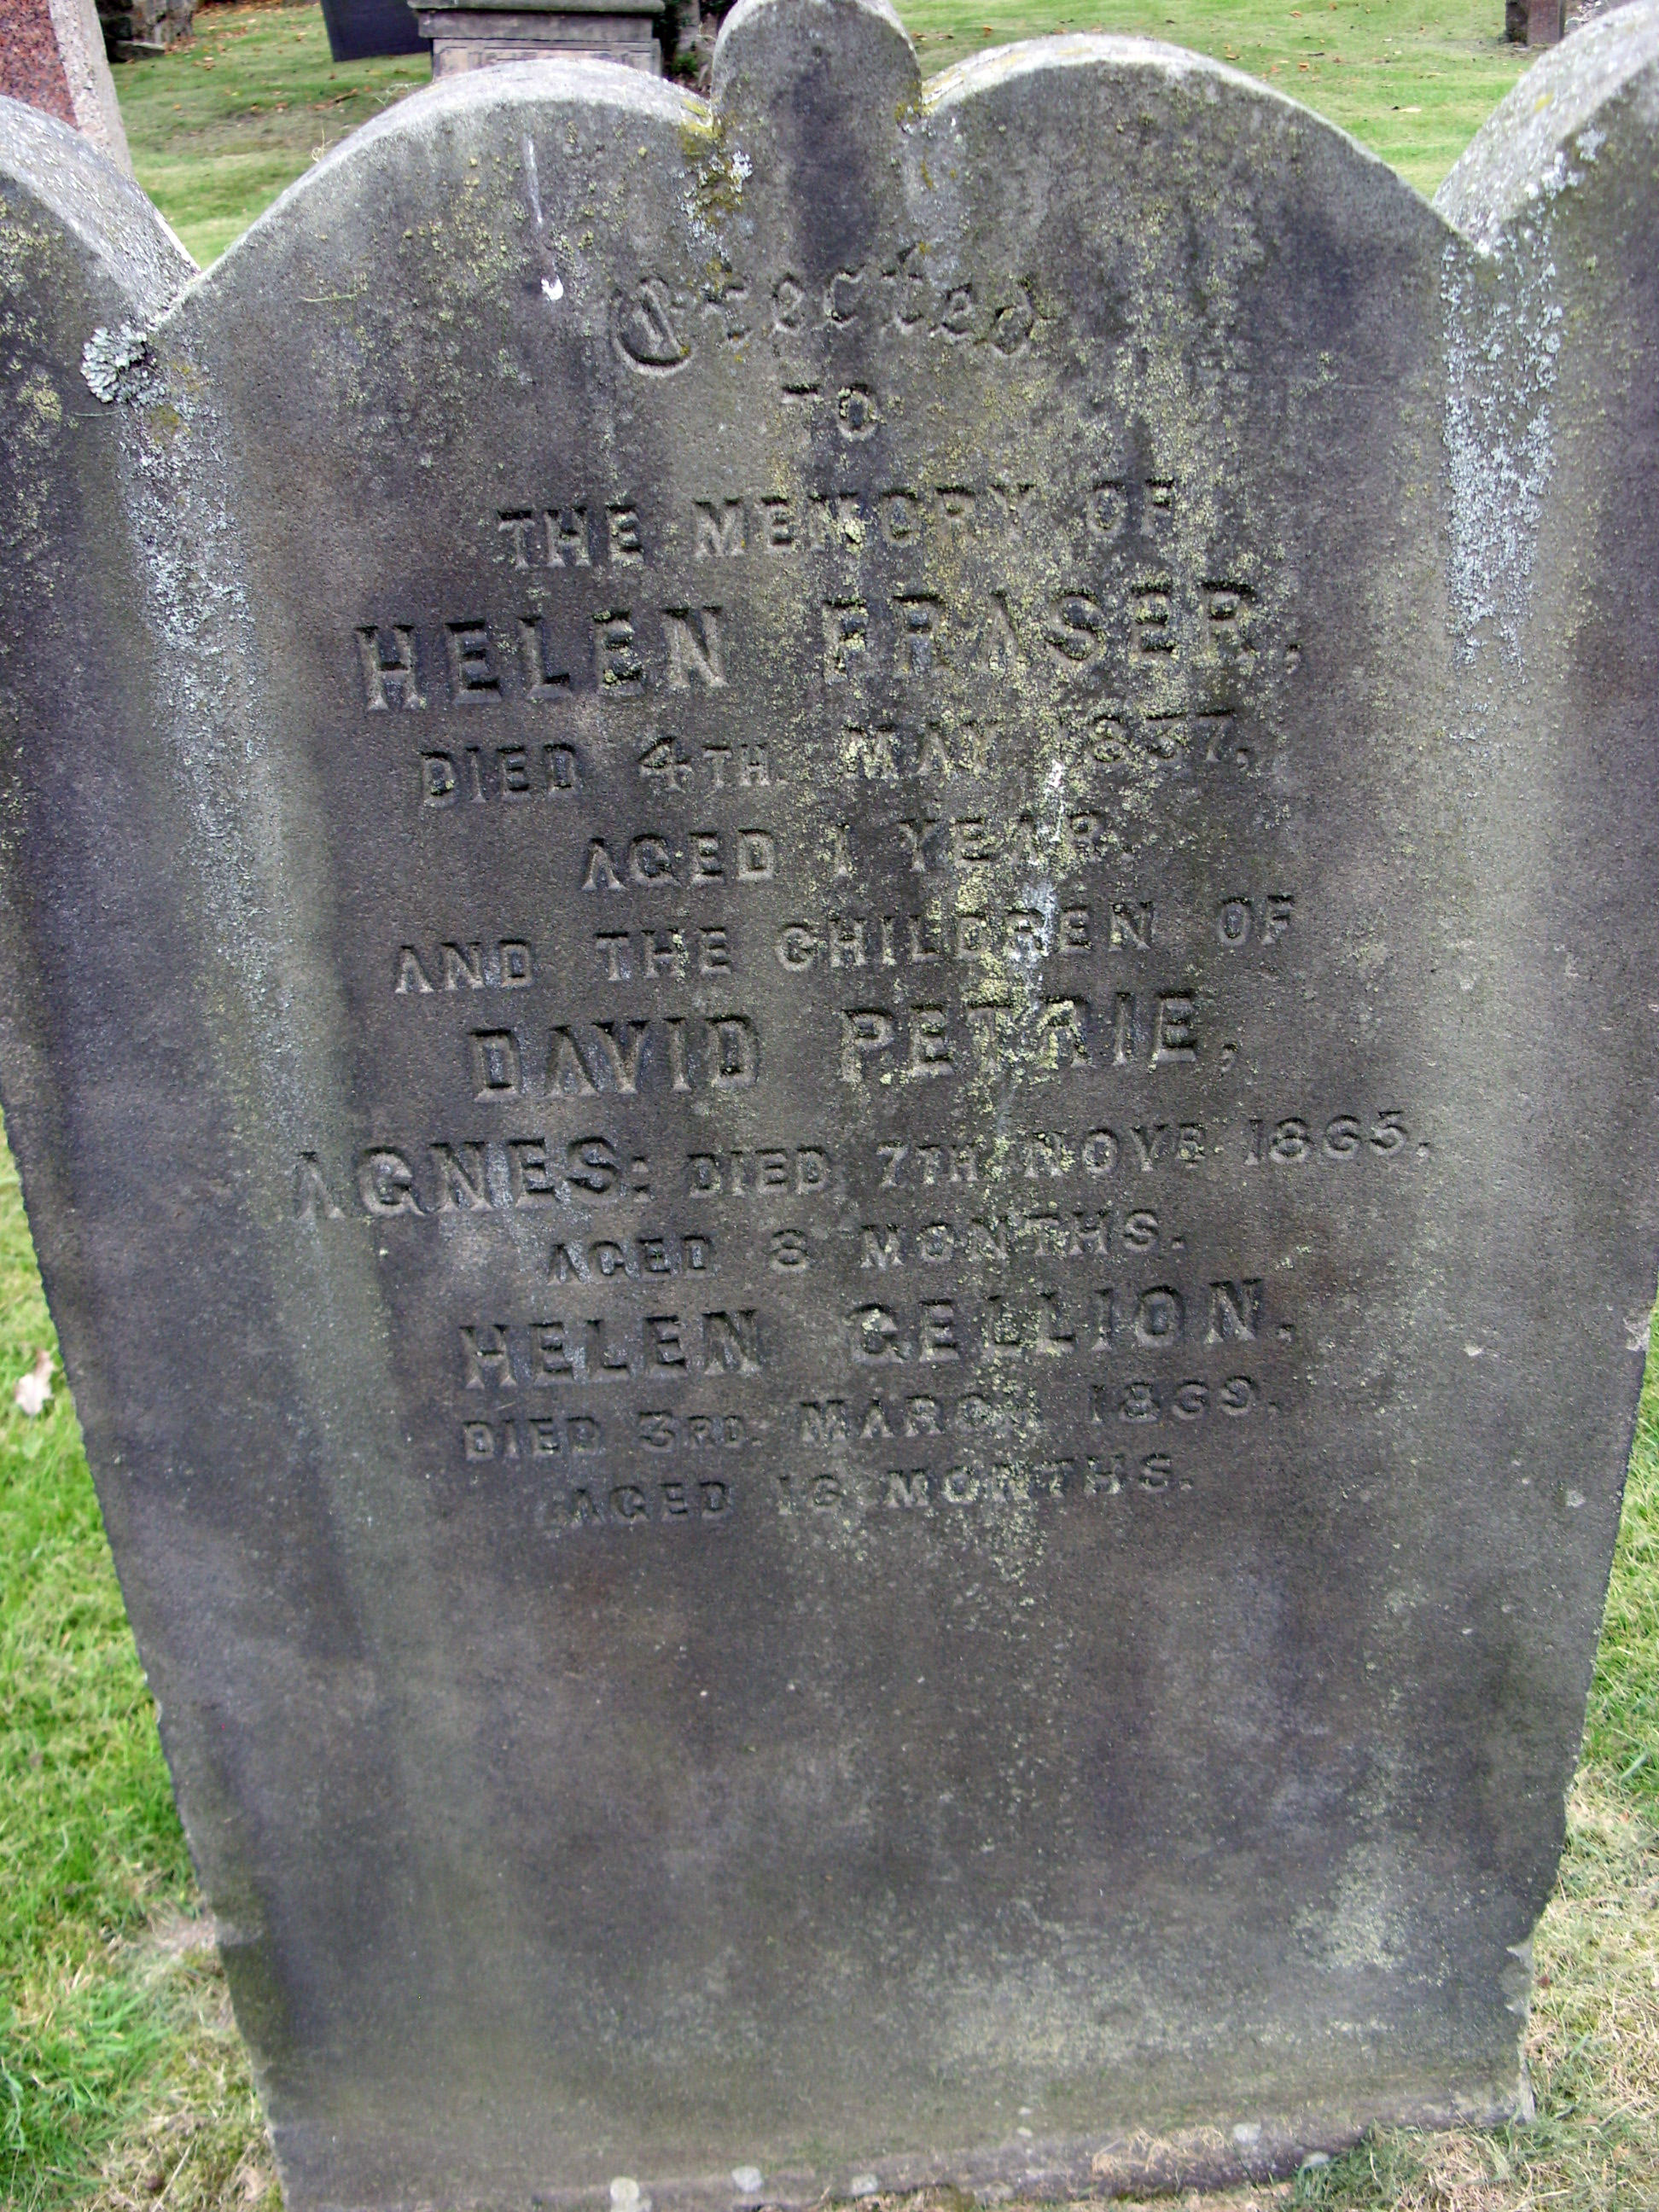 Erected
TO
THE MEMORY OF
HELEN FRASER,
DIED 4TH MAY 1837,
AGED 1 YEAR.
AND THE CHILDREN OF
DAVID PETRIE,
AGNES: DIED 7TH NOVR 1865.
AGED 8 MONTHS.
HELEN GELLION,
DIED 3RD. MARCH 1869.
AGED MONTHS.